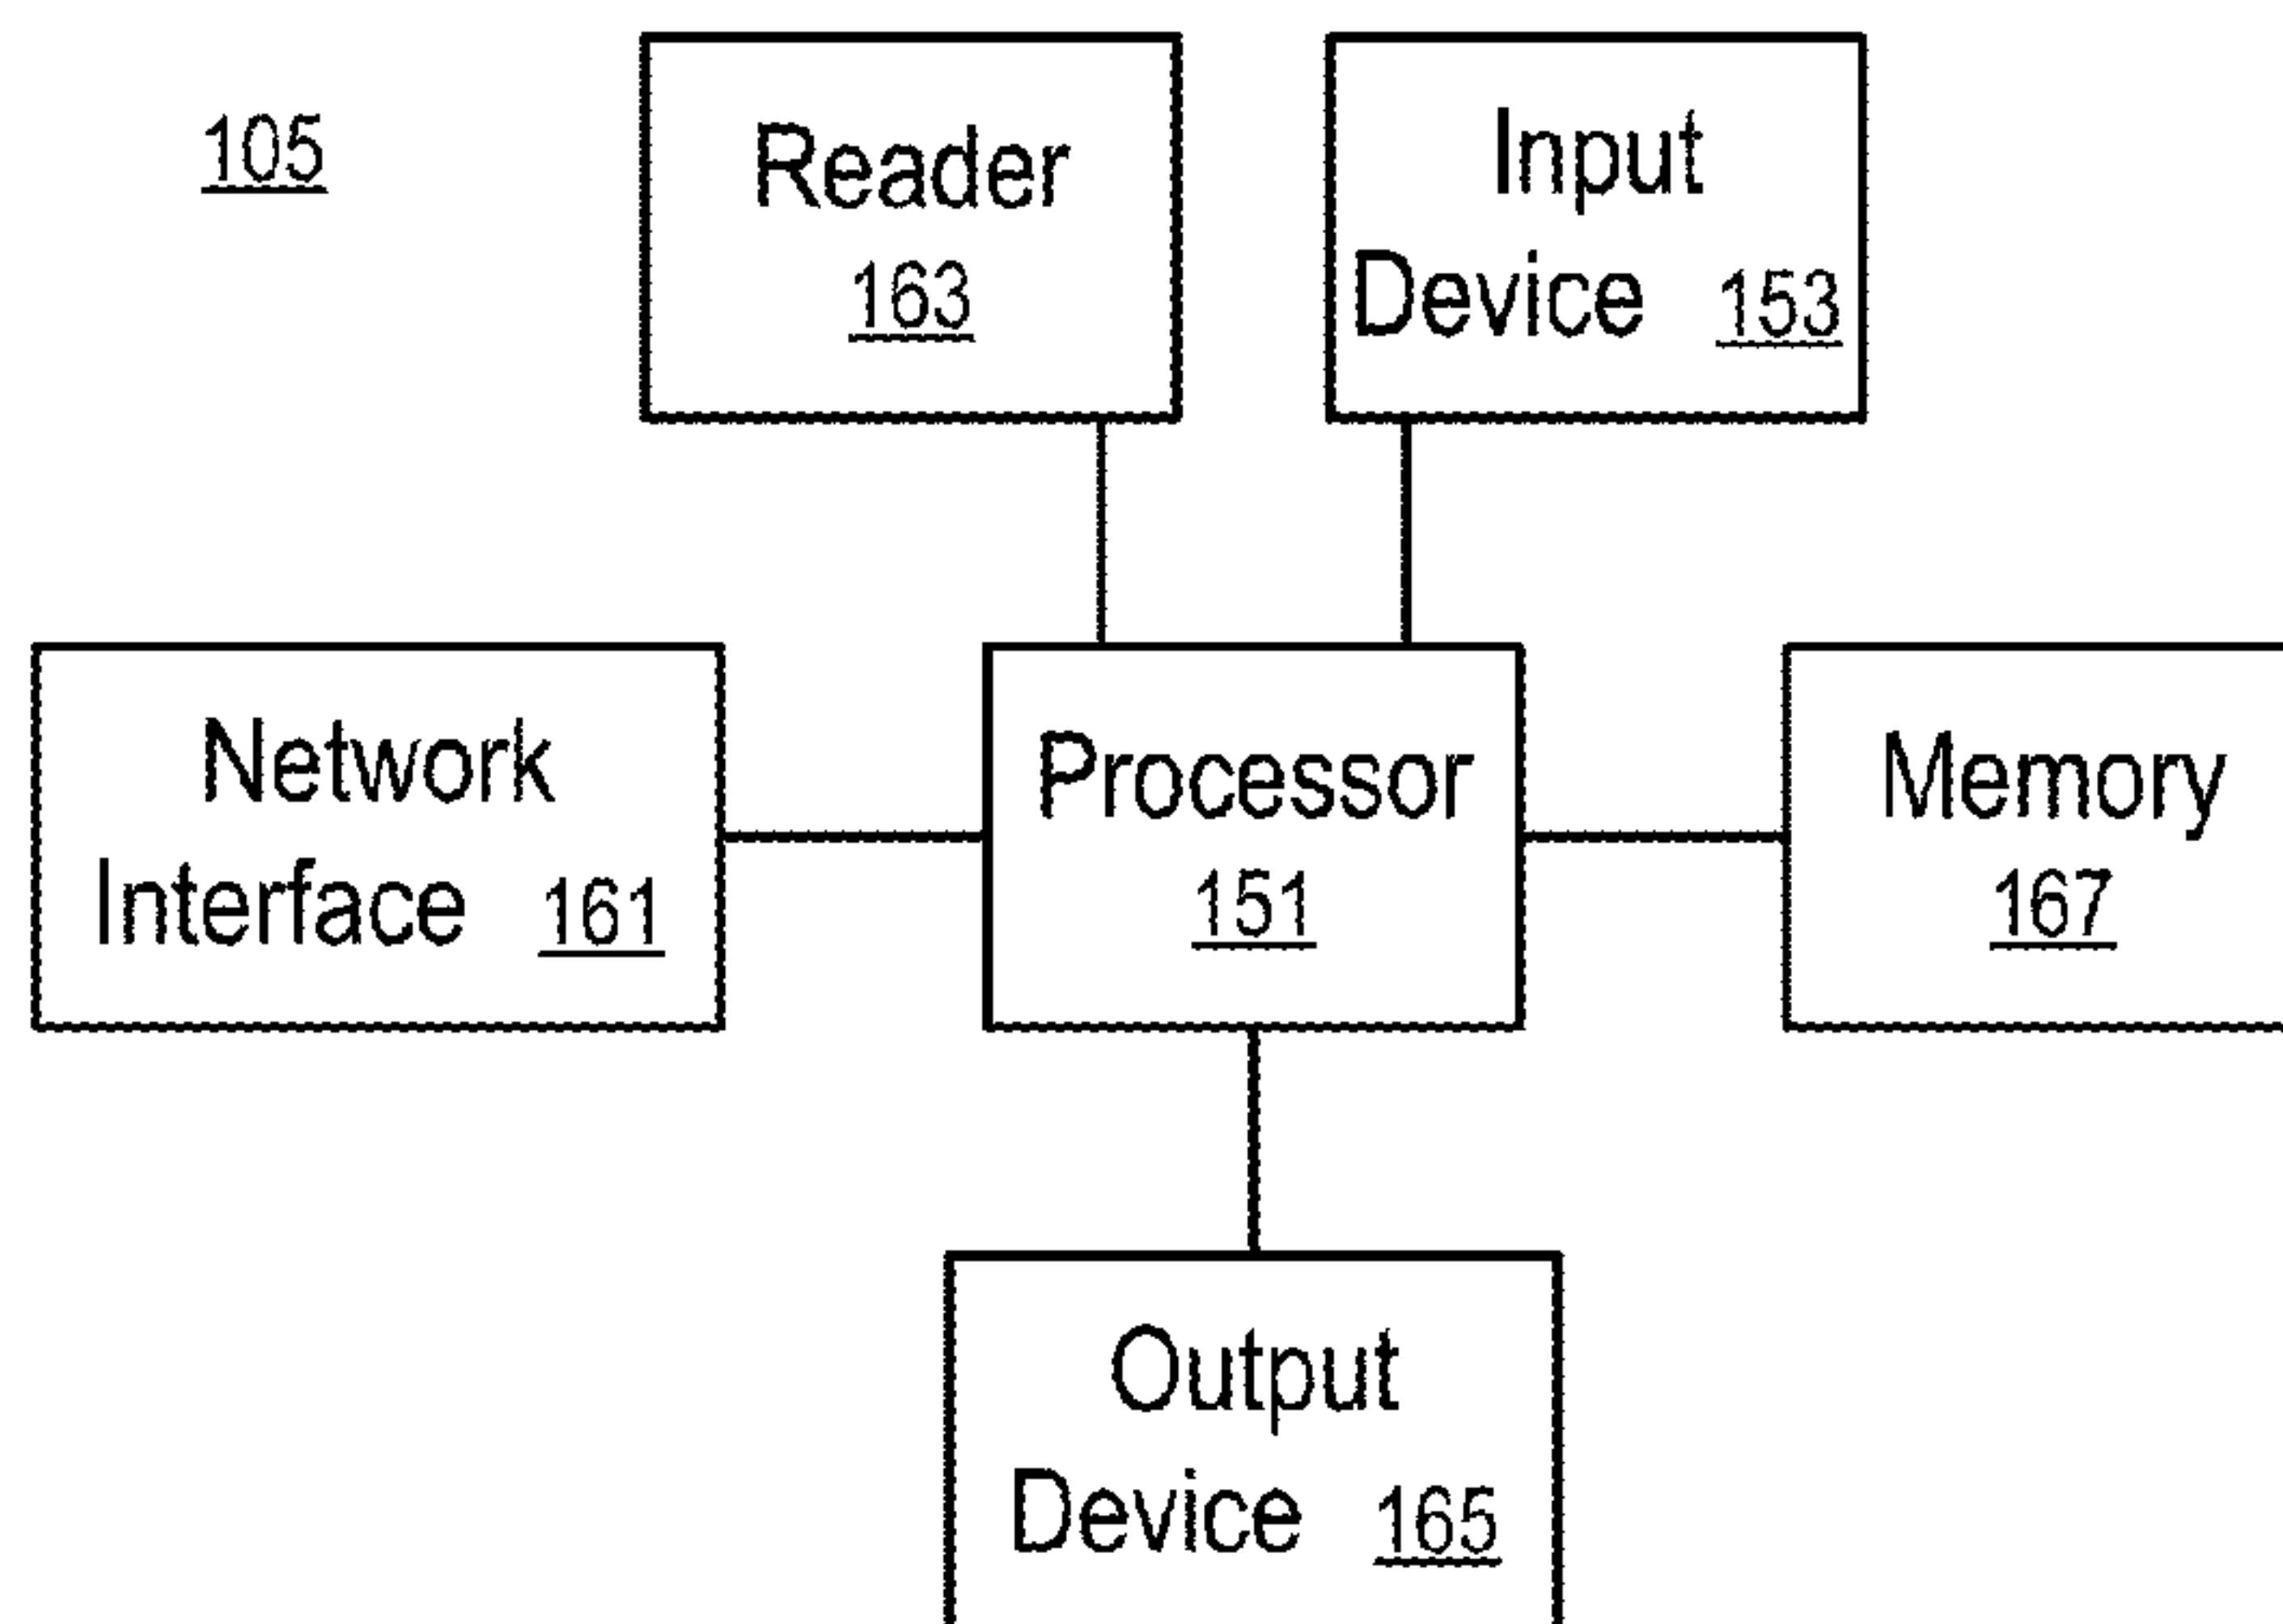 105
Reader
163
Input
Device 153
Network
Interface 161
Processor
151
Memory
167
Output
Device 165